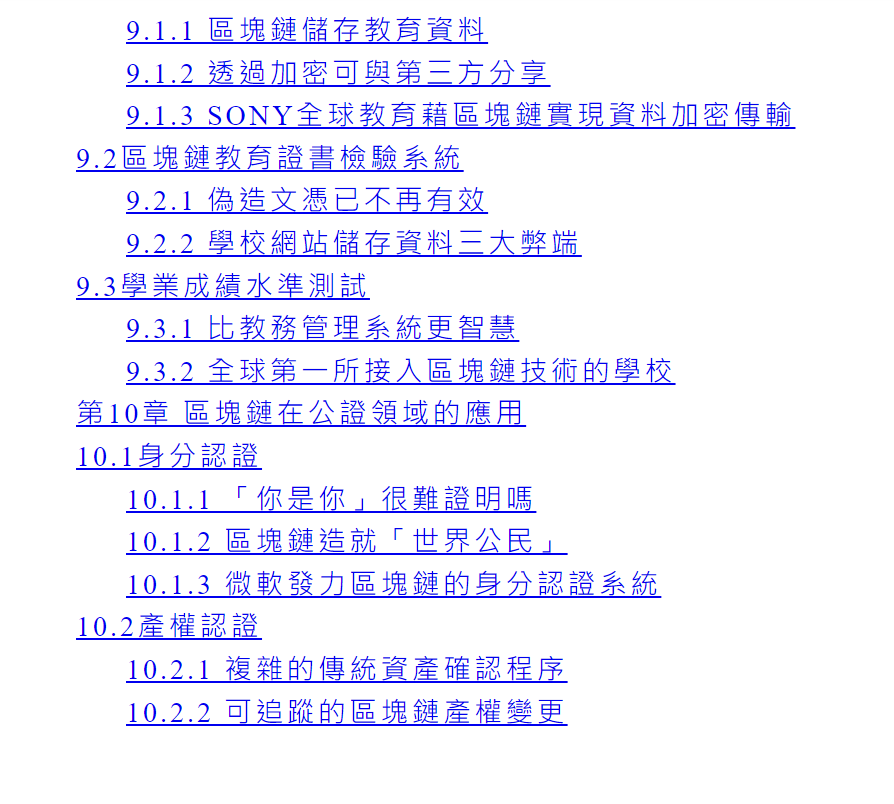 9.1.1 區塊鏈儲存教育資料
9.1.2 透過加密可與第三方分享
9.1.3 SONY全球教育藉區塊鏈實現資料加密傳輸
9.2區塊鏈教育證書檢驗系統
9.2.1 偽造文憑已不再有效
9.2.2 學校網站儲存資料三大弊端
9.3學業成績水準測試
9.3.1 比教務管理系統更智慧
9.3.2 全球第一所接入區塊鏈技術的學校
第10章 區塊鏈在公證領域的應用
10.1身分認證
10.1.1 「你是你」很難證明嗎
10.1.2 區塊鏈造就「世界公民」
10.1.3 微軟發力區塊鏈的身分認證系統
10.2產權認證
10.2.1 複雜的傳統資產確認程序
10.2.2 可追蹤的區塊鏈產權變更